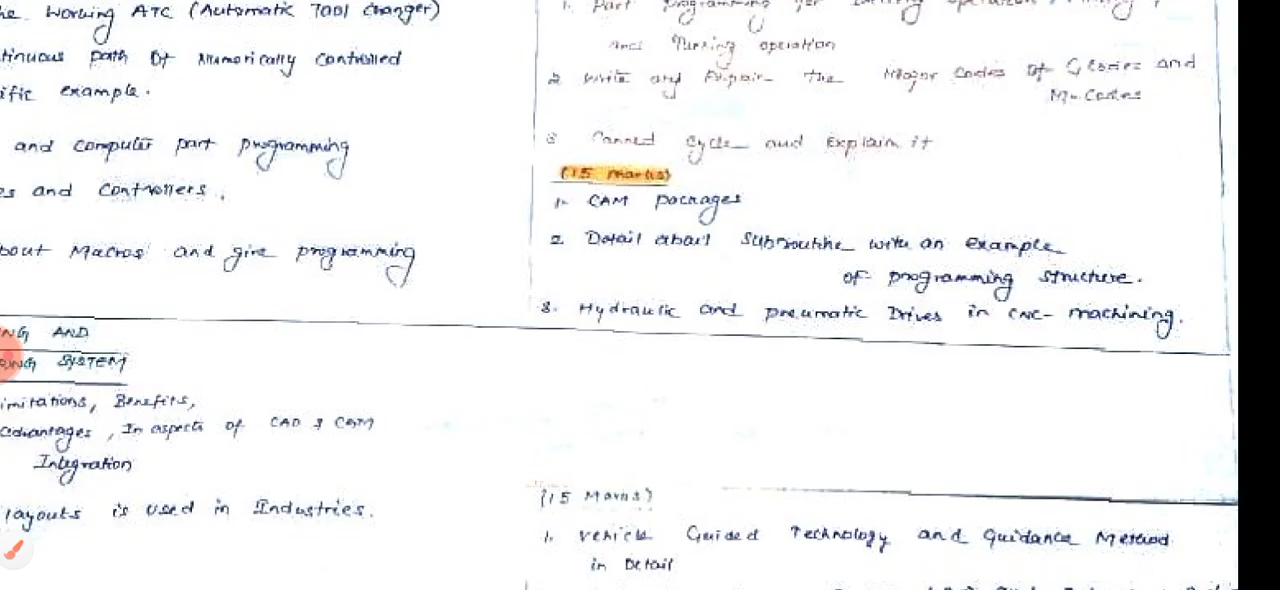 he working ATC (Automatic Tool changer)
tinuous path Of Numerically controlled
ific example.
and computer part programming
es and controllers.
bout Macros and give programming
NG AND
SYSTEM
imitations, Benefits,
advantages, In aspects of CAD & CAM
Integration
layouts is used in Industries.
1. Part programming for operation
and Turning operation
2. write and Explain the Major codes of G codes and
M-Codes
3 Canned cycle and Explain it
(15 marks)
1. CAM packages
2. Detail about Subroutine with an example
of programming structure.
3. Hydraulic and pneumatic Drives in CNC- machining.
(15 Marks)
1. vehicle Guided Technology and Guidance Method
in Detail